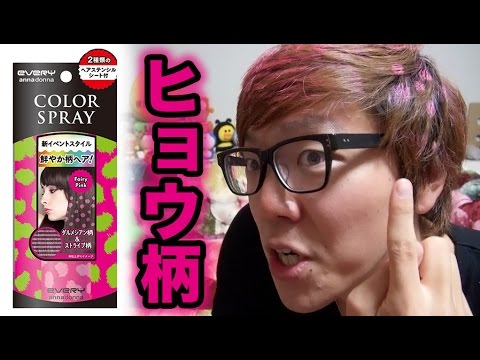 EVERY
annadonna
2種類の
ヘアステンシル
シート付
COLOR
SPRAY
新イベントスタイル
鮮やか柄ヘア!
Fairy
Pink
ダルメシアン柄
&
ストライプ柄
EVERY
annadonna
ヒョウ柄